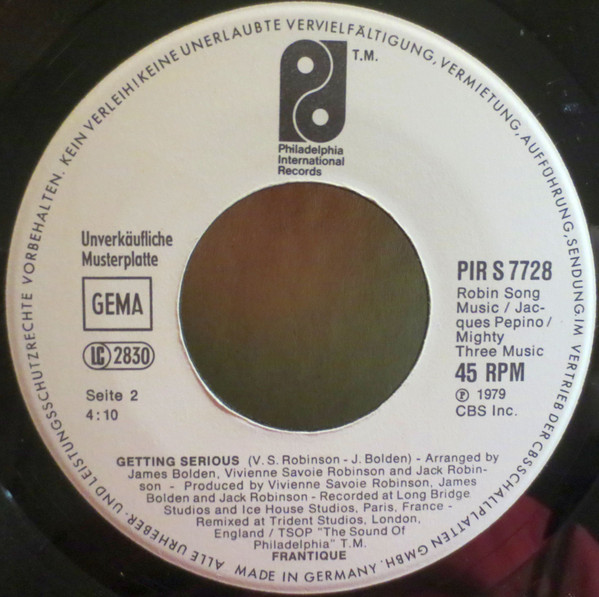 ALLE URHEBER- UND LEISTUNGSSCHUTZRECHTE VORBEHALTEN. KEIN VERLEIH! KEINE UNERLAUBTE VERVIELFÄLTIGUNG, VERMIETUNG, AUFFÜHRUNG, SENDUNG. IM VERTRIEB DER CBS SCHALLPLATTEN GMBH. MADE IN GERMANY.
T.M.
Philadelphia
International
Records
Unverkäufliche
Musterplatte
GEMA
LC 2830
Seite 2
4:10
PIR S 7728
Robin Song
Music / Jac-
ques Pepino /
Mighty
Three Music
45 RPM
Ⓟ 1979
CBS Inc.
GETTING SERIOUS (V. S. Robinson - J. Bolden) - Arranged by
James Bolden, Vivienne Savoie Robinson and Jack Robin-
son - Produced by Vivienne Savoie Robinson, James
Bolden and Jack Robinson - Recorded at Long Bridge
Studios and Ice House Studios, Paris, France -
Remixed at Trident Studios, London,
England / TSOP "The Sound Of
Philadelphia" T.M.
FRANTIQUE